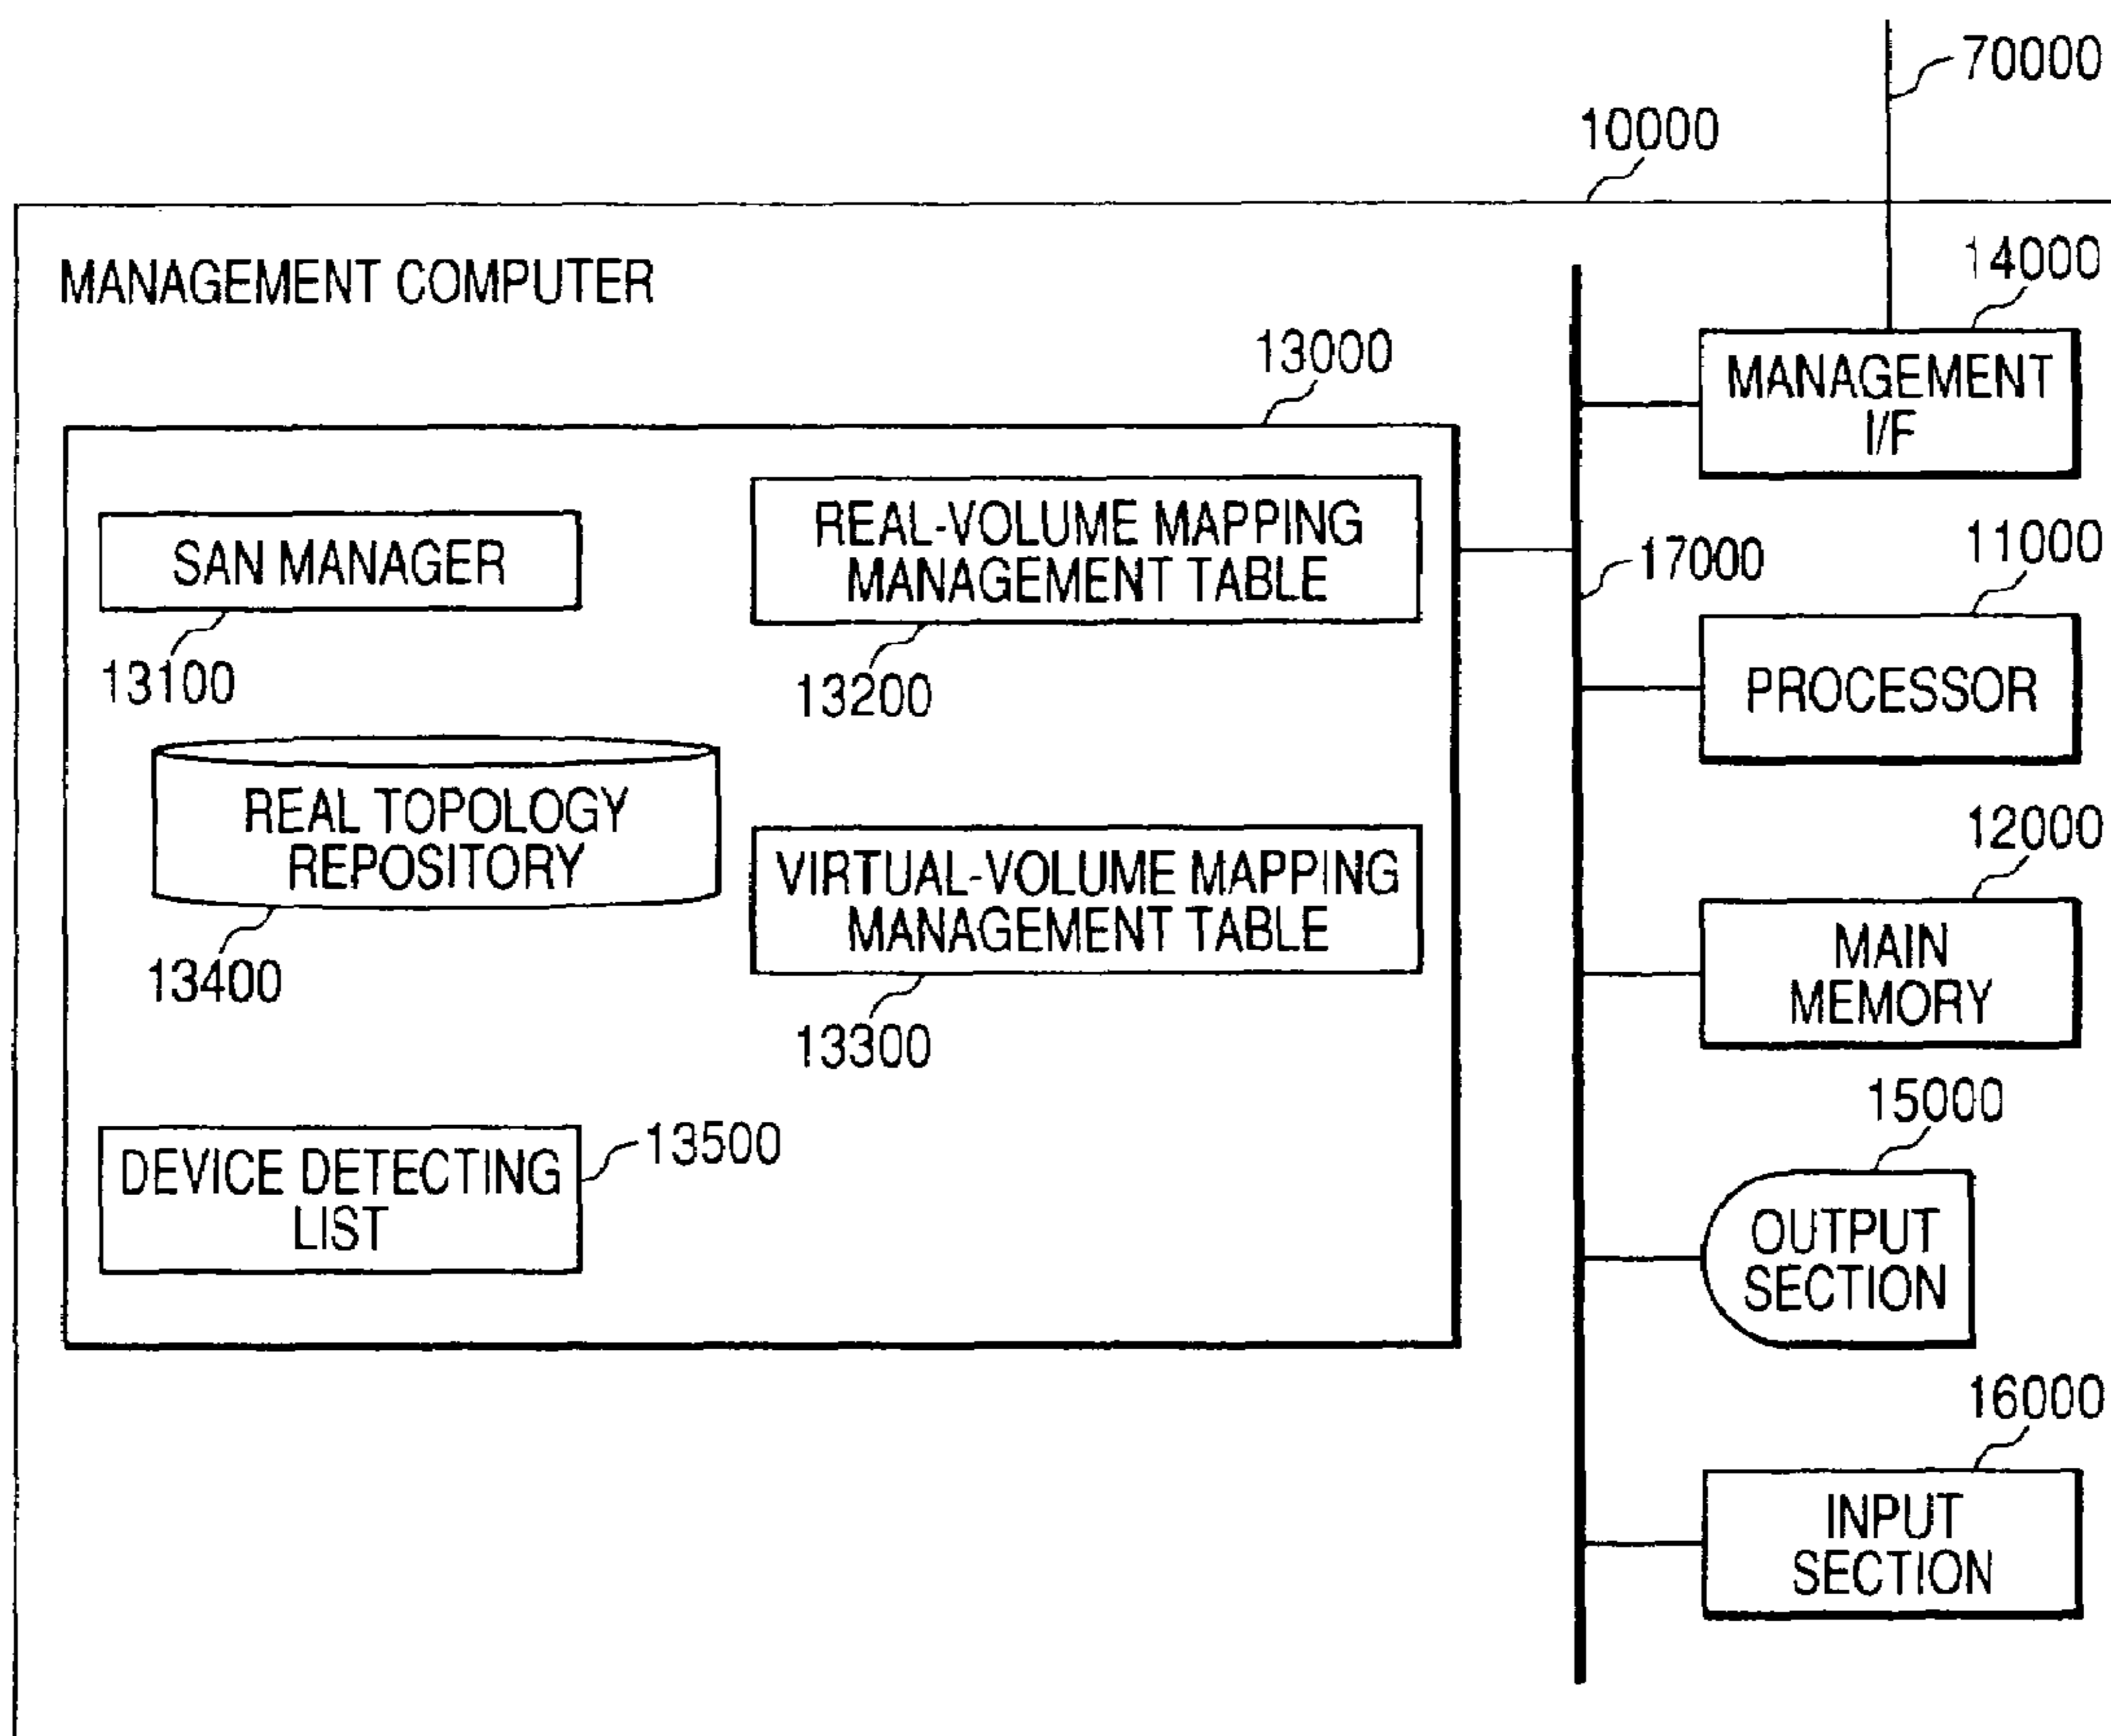 70000
10000
MANAGEMENT COMPUTER
14000
13000
MANAGEMENT
I/F
REAL-VOLUME MAPPING
MANAGEMENT TABLE
SAN MANAGER
17000
11000
13100
13200
PROCESSOR
REAL TOPOLOGY
REPOSITORY
12000
VIRTUAL-VOLUME MAPPING
MANAGEMENT TABLE
MAIN
MEMORY
13400
13300
15000
13500
DEVICE DETECTING
LIST
OUTPUT
SECTION
16000
INPUT
SECTION